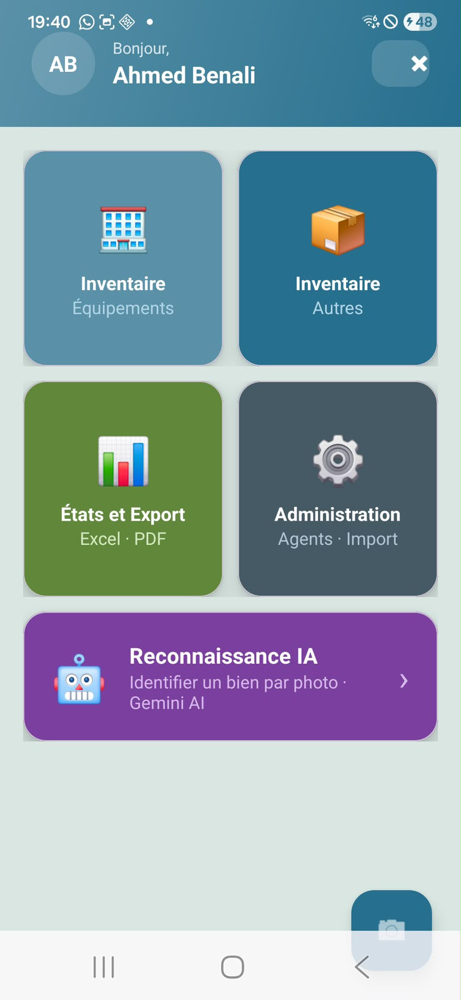 19:40
48
AB
Bonjour,
Ahmed Benali
Inventaire
Équipements
Inventaire
Autres
États et Export
Excel · PDF
Administration
Agents · Import
Reconnaissance IA
Identifier un bien par photo ·
Gemini AI